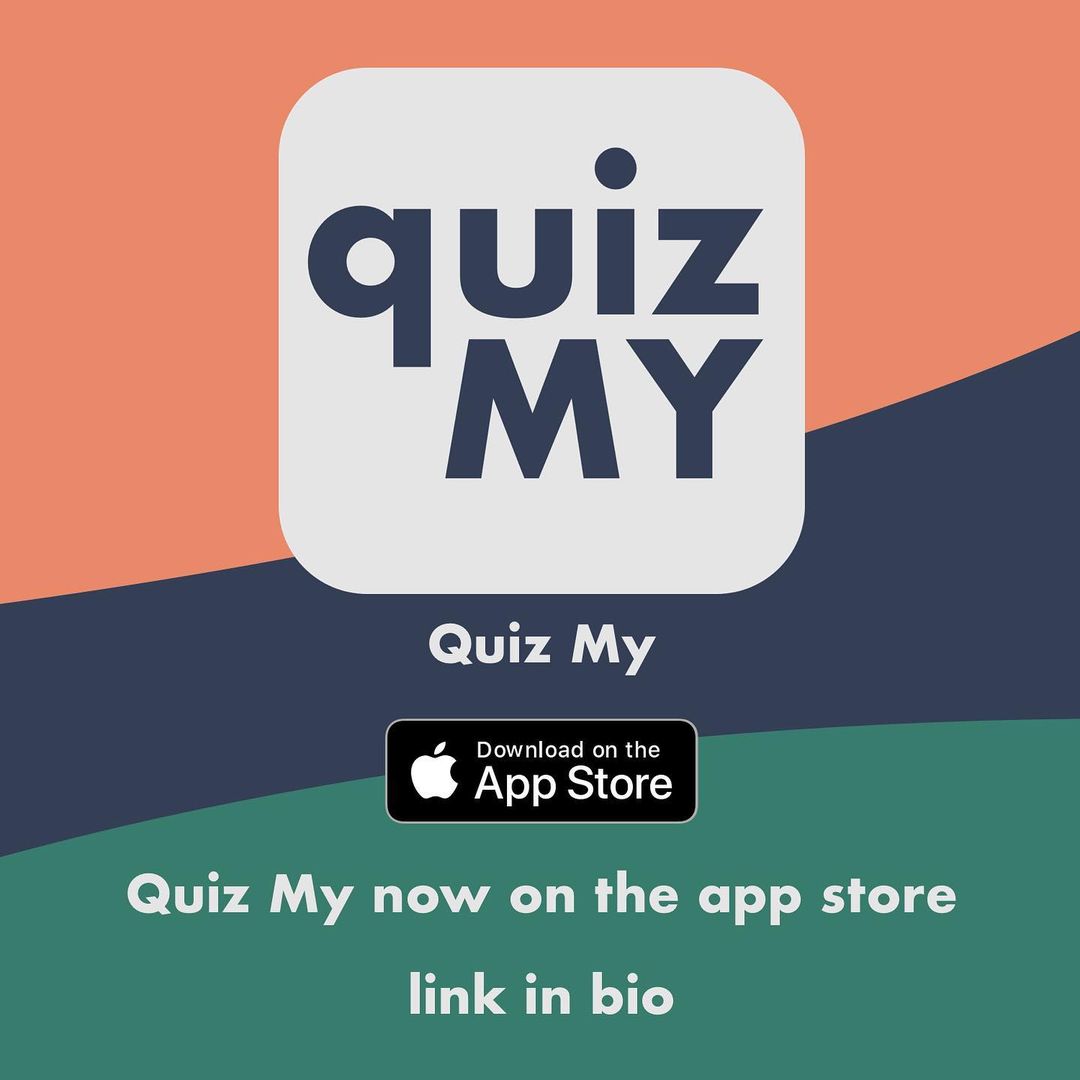 quiz
MY
Quiz My
Download on the
App Store
Quiz My now on the app store
link in bio